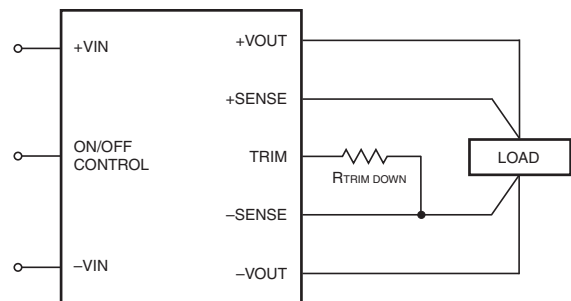 +VOUT
+VIN
+SENSE
ON/OFF
CONTROL
TRIM
LOAD
RTRIM DOWN
–SENSE
–VIN
–VOUT